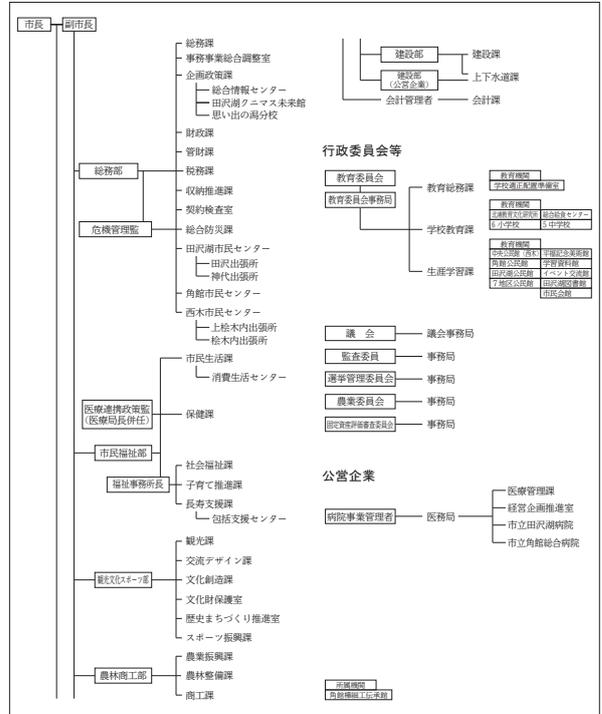 市長
副市長
総務課
事務事業総合調整室
企画政策課
総合情報センター
田沢湖クニマス未来館
思い出の潟分校
財政課
管財課
総務部
税務課
収納推進課
契約検査室
危機管理監
総合防災課
田沢湖市民センター
田沢出張所
神代出張所
角館市民センター
西木市民センター
上桧木内出張所
桧木内出張所
市民生活課
消費生活センター
医療連携政策監
(医療局長併任)
保健課
市民福祉部
社会福祉課
福祉事務所長
子育て推進課
長寿支援課
包括支援センター
観光課
交流デザイン課
観光文化スポーツ部
文化創造課
文化財保護室
歴史まちづくり推進室
スポーツ振興課
農業振興課
農林商工部
農林整備課
商工課
建設部
建設課
建設部
(公営企業)
上下水道課
会計管理者
会計課
行政委員会等
教育委員会
教育委員会事務局
教育総務課
教育機関
学校適正配置準備室
学校教育課
教育機関
北浦教育文化研究所 総合給食センター
6 小学校 5 中学校
生涯学習課
教育機関
中央公民館(西木) 平福記念美術館
角館公民館 学習資料館
田沢湖公民館 イベント交流館
7 地区公民館 田沢湖図書館
市民会館
議 会
議会事務局
監査委員
事務局
選挙管理委員会
事務局
農業委員会
事務局
固定資産評価審査委員会
事務局
公営企業
病院事業管理者
医務局
医療管理課
経営企画推進室
市立田沢湖病院
市立角館総合病院
所属機関
角館樺細工伝承館